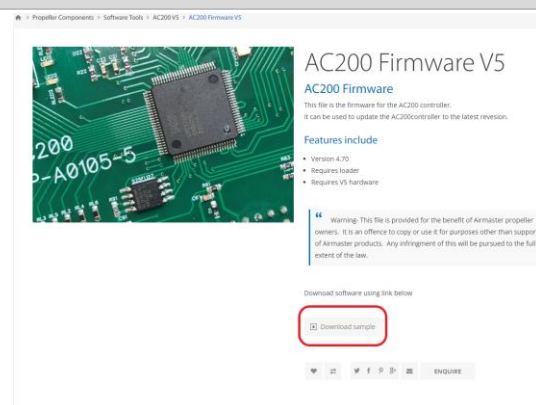 Propeller Components > Software Tools > AC200 V5 > AC200 Firmware V5
AC200 Firmware V5
AC200 Firmware
This file is the firmware for the AC200 controller.
It can be used to update the AC200controller to the latest revesion.
Features include
Version 4.70
Requires loader
Requires V5 hardware
Warning- This file is provided for the benefit of Airmaster propeller
owners. It is an offence to copy or use it for purposes other than suppor
of Airmaster products. Any infringment of this will be pursued to the full
extent of the law.
Download software using link below
Download sample
ENQUIRE
200
P-A0105-5